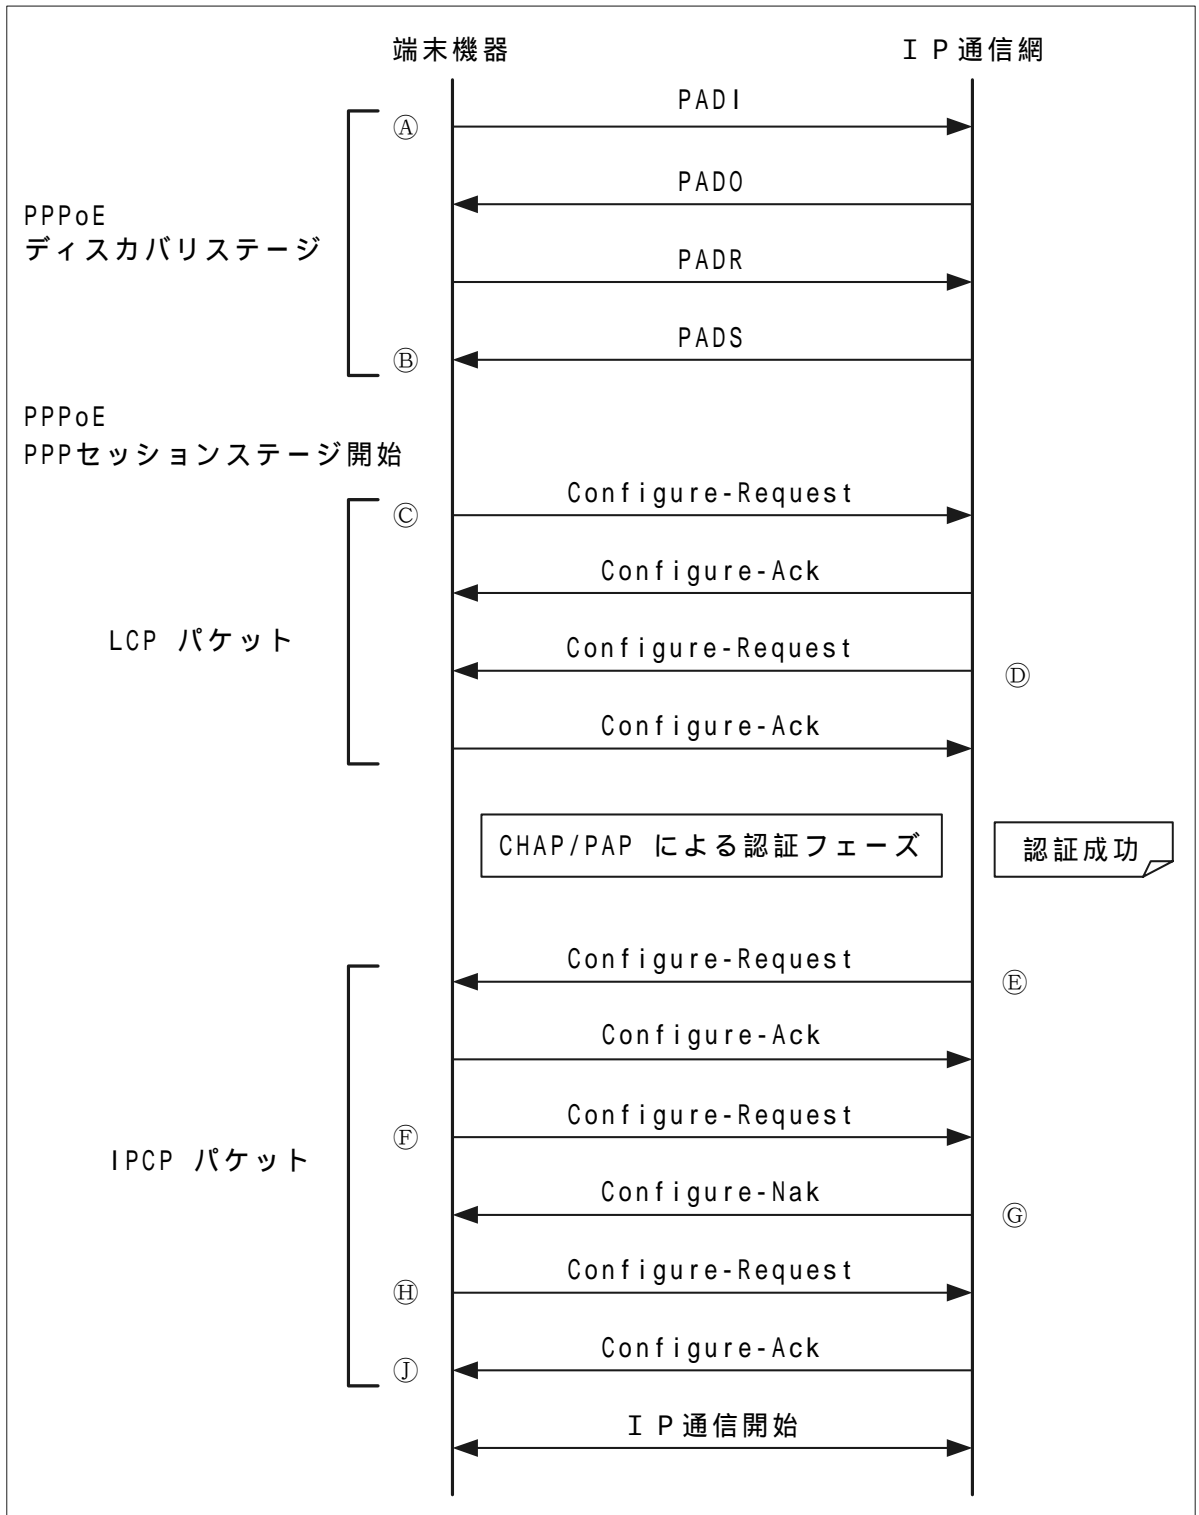 端末機器
ＩＰ通信網
PADI
Ⓐ
PADO
PPPoE
ディスカバリステージ
PADR
PADS
Ⓑ
PPPoE
PPPセッションステージ開始
Configure-Request
Ⓒ
Configure-Ack
LCP パケット
Configure-Request
Ⓓ
Configure-Ack
CHAP/PAP による認証フェーズ
認証成功
Configure-Request
Ⓔ
Configure-Ack
Configure-Request
Ⓕ
IPCP パケット
Configure-Nak
Ⓖ
Configure-Request
Ⓗ
Configure-Ack
Ⓙ
ＩＰ通信開始